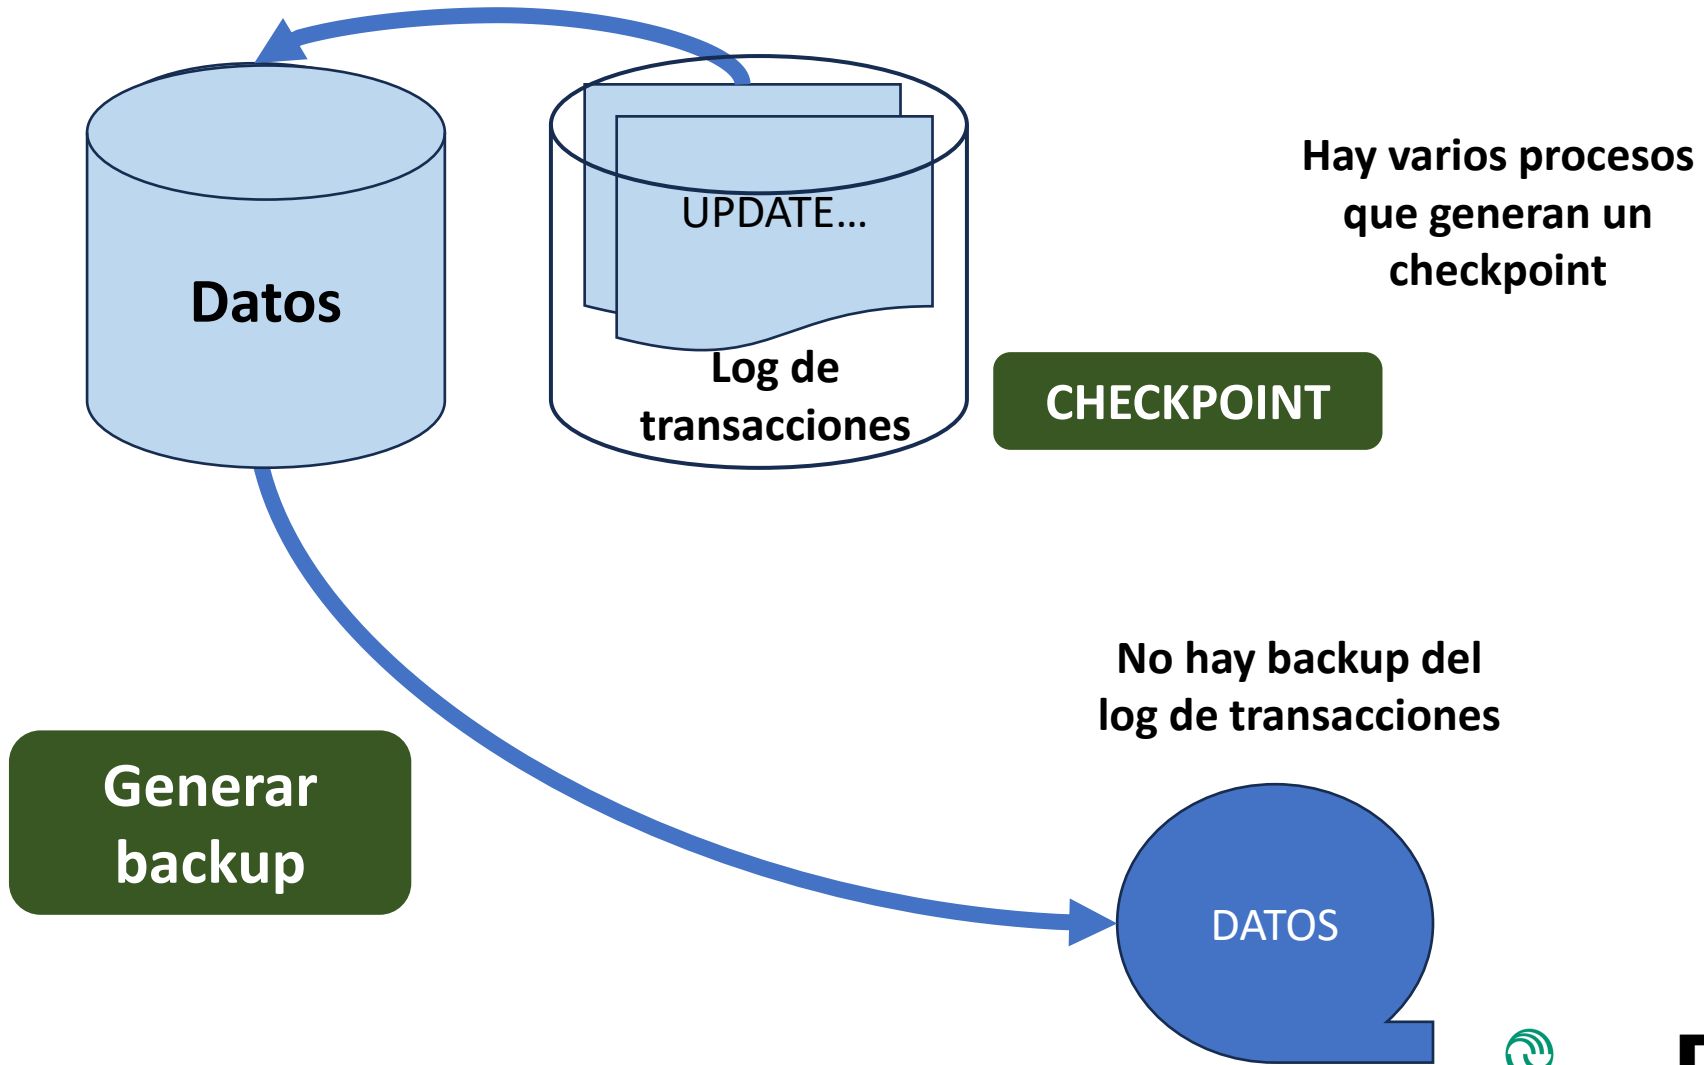 Hay varios procesos
que generan un
checkpoint
UPDATE...
Datos
Log de
transacciones
CHECKPOINT
No hay backup del
log de transacciones
Generar
backup
DATOS